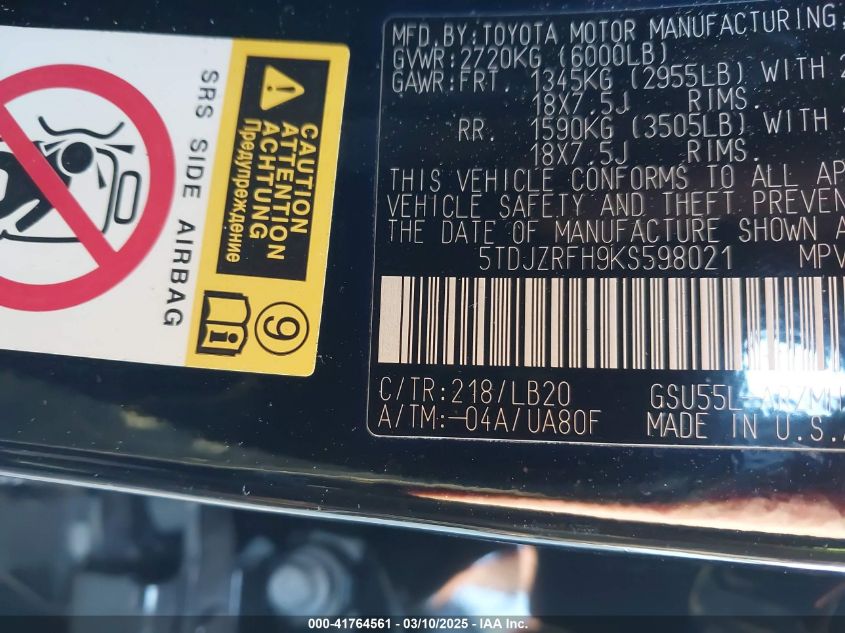 SRS SIDE AIRBAG
CAUTION
ATTENTION
ACHTUNG
Предупреждение
9
MFD. BY: TOYOTA MOTOR MANUFACTURING,
GVWR: 2720KG (6000LB)
GAWR: FRT. 1345KG (2955LB) WITH
18X7.5J RIMS.
RR. 1590KG (3505LB) WITH
18X7.5J RIMS.
THIS VEHICLE CONFORMS TO ALL
VEHICLE SAFETY AND THEFT
THE DATE OF MANUFACTURE SHOWN
5TDJZRFH9KS598021 MPV
C/TR: 218/LB20
A/TM: -04A/UA80F MADE IN U.S.A
000-41764561 — 03/10/2025 — IAA Inc.